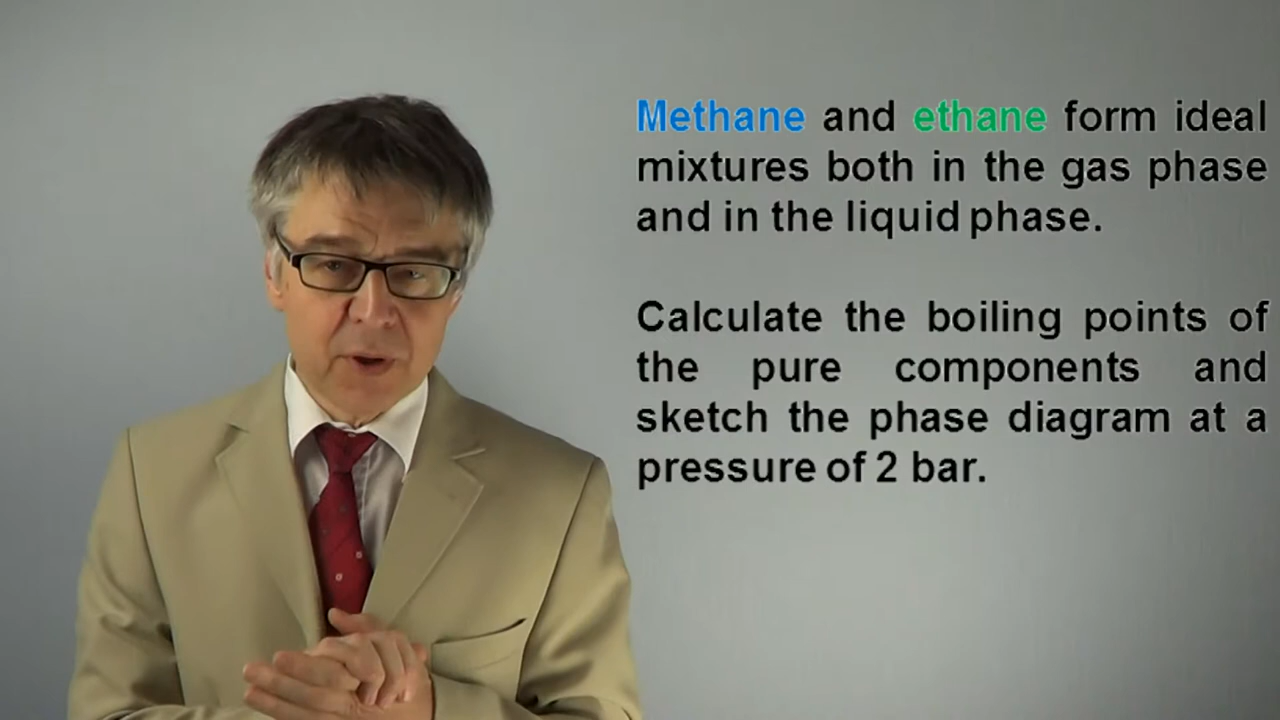 Methane and ethane form ideal
mixtures both in the gas phase
and in the liquid phase.
Calculate the boiling points of
the pure components and
sketch the phase diagram at a
pressure of 2 bar.